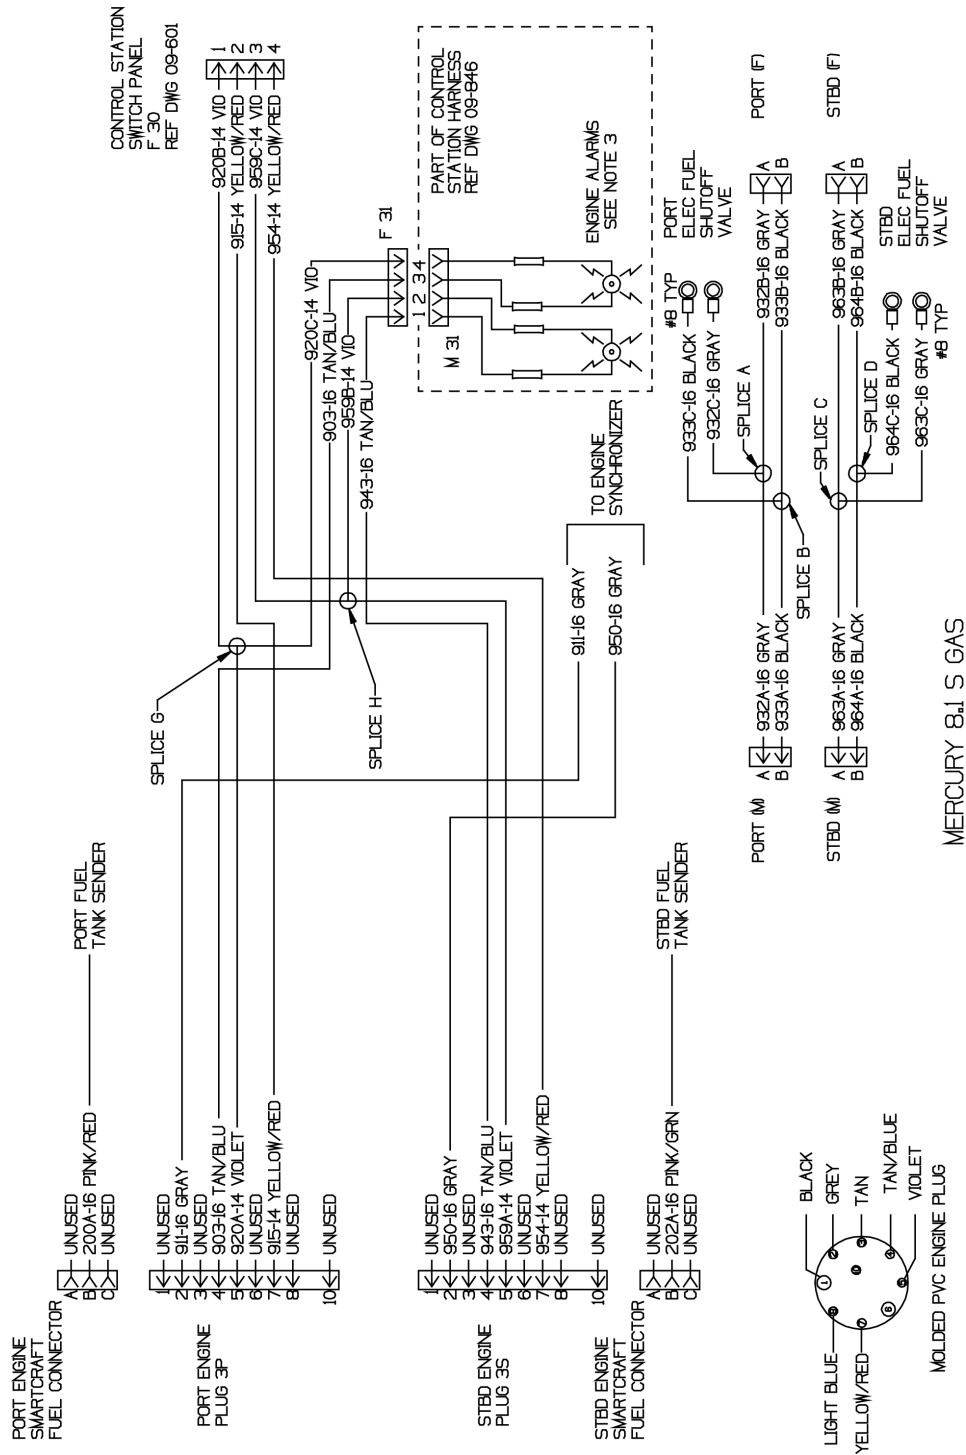 PORT ENGINE
SMARTCRAFT
FUEL CONNECTOR
A
B
C
UNUSED
200A-16 PINK/RED
UNUSED
PORT FUEL
TANK SENDER
PORT ENGINE
PLUG 3P
1
2
3
4
5
6
7
8
10
UNUSED
911-16 GRAY
UNUSED
903-16 TAN/BLU
920A-14 VIOLET
UNUSED
915-14 YELLOW/RED
UNUSED
UNUSED
STBD ENGINE
PLUG 3S
1
2
3
4
5
6
7
8
10
UNUSED
950-16 GRAY
UNUSED
943-16 TAN/BLU
959A-14 VIOLET
UNUSED
954-14 YELLOW/RED
UNUSED
UNUSED
STBD ENGINE
SMARTCRAFT
FUEL CONNECTOR
A
B
C
UNUSED
202A-16 PINK/GRN
UNUSED
STBD FUEL
TANK SENDER
SPLICE G
SPLICE H
CONTROL STATION
SWITCH PANEL
F 30
REF DWG 09-601
920B-14 VIO
915-14 YELLOW/RED
959C-14 VIO
954-14 YELLOW/RED
1
2
3
4
920C-14 VIO
903-16 TAN/BLU
959B-14 VIO
943-16 TAN/BLU
F 31
1 2 3 4
M 31
PART OF CONTROL
STATION HARNESS
REF DWG 09-846
ENGINE ALARMS
SEE NOTE 3
TO ENGINE
SYNCHRONIZER
911-16 GRAY
950-16 GRAY
PORT
ELEC FUEL
SHUTOFF
VALVE
#8 TYP
933C-16 BLACK
932C-16 GRAY
SPLICE A
SPLICE B
PORT (M)
A
B
932A-16 GRAY
933A-16 BLACK
932B-16 GRAY
933B-16 BLACK
A
B
PORT (F)
STBD (M)
A
B
963A-16 GRAY
964A-16 BLACK
963B-16 GRAY
964B-16 BLACK
A
B
STBD (F)
SPLICE C
SPLICE D
964C-16 BLACK
963C-16 GRAY
#8 TYP
STBD
ELEC FUEL
SHUTOFF
VALVE
BLACK
GREY
TAN
TAN/BLUE
VIOLET
LIGHT BLUE
YELLOW/RED
1
2
3
4
7
8
10
MOLDED PVC ENGINE PLUG
MERCURY 8.1 S GAS